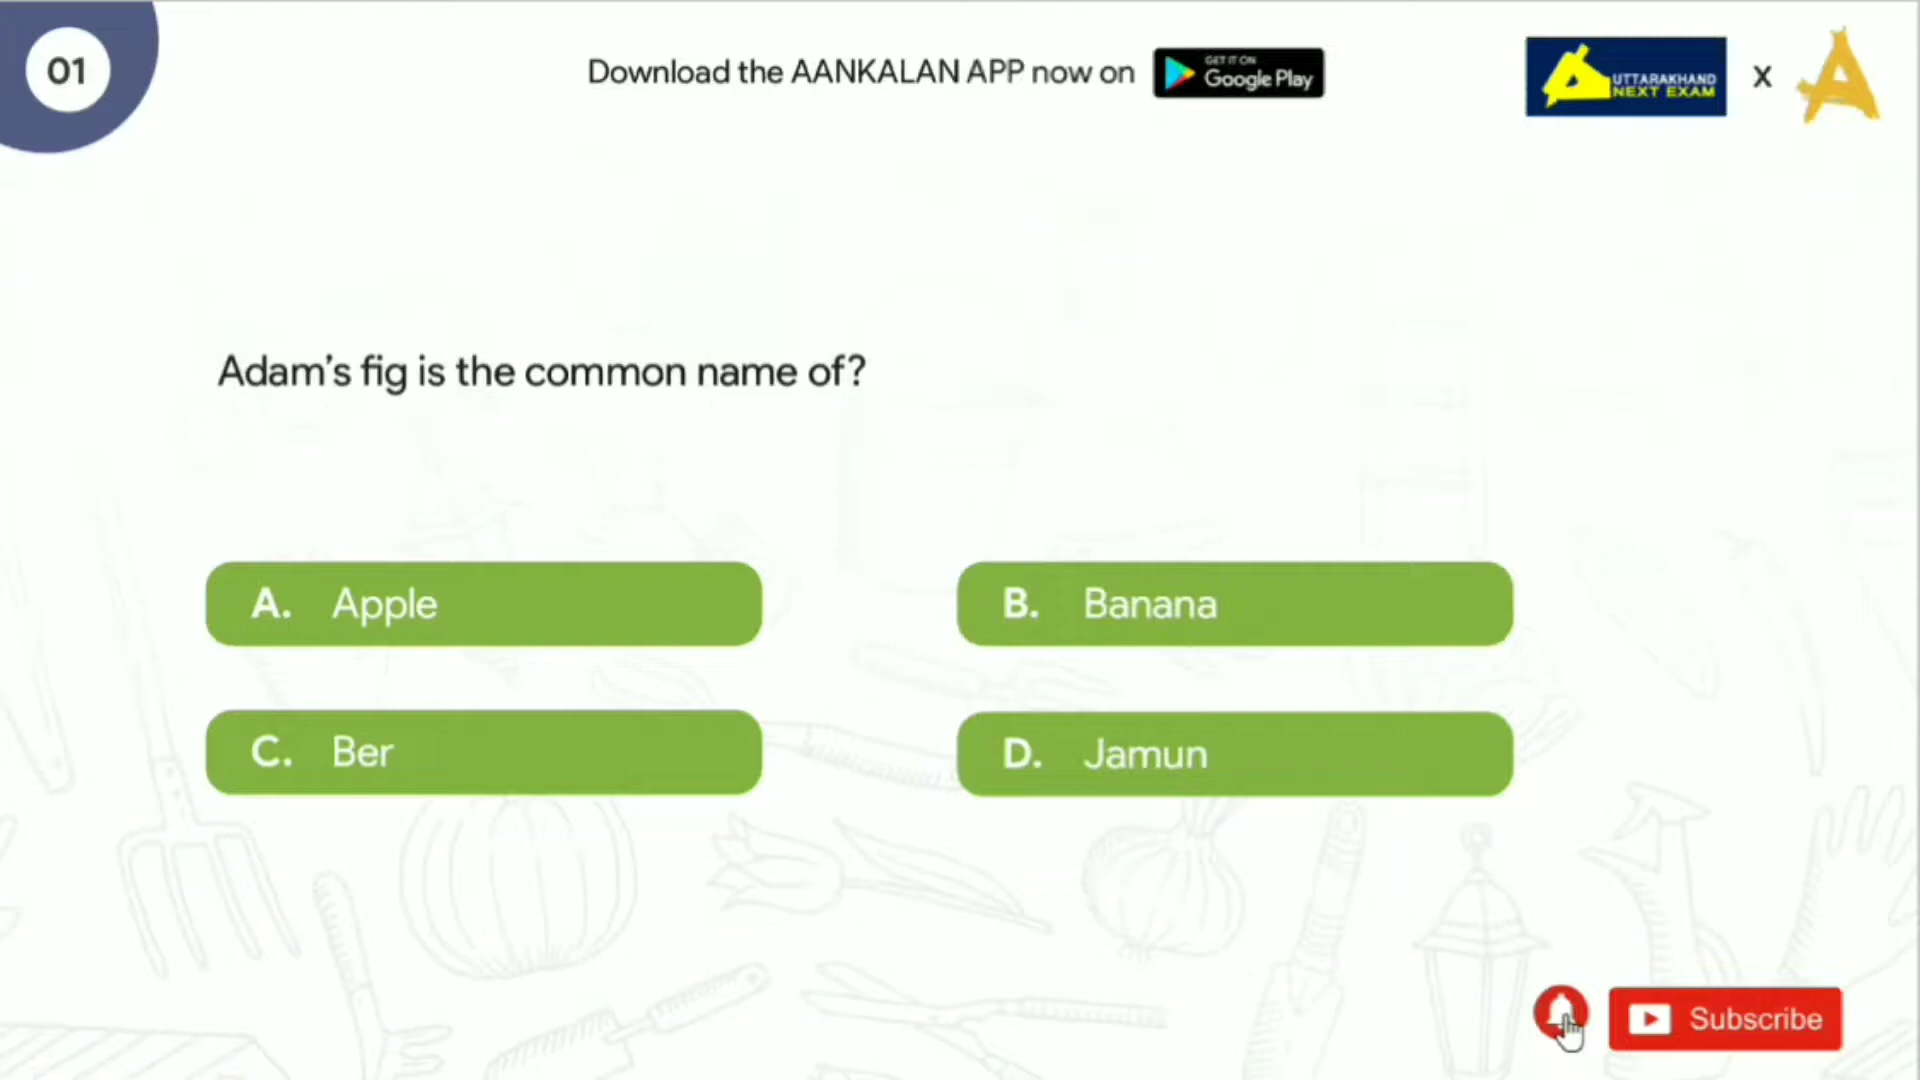 01
Download the AANKALAN APP now on
GET IT ON
Google Play
UTTARAKHAND
NEXT EXAM
X
Adam's fig is the common name of?
A. Apple
B. Banana
C. Ber
D. Jamun
Subscribe